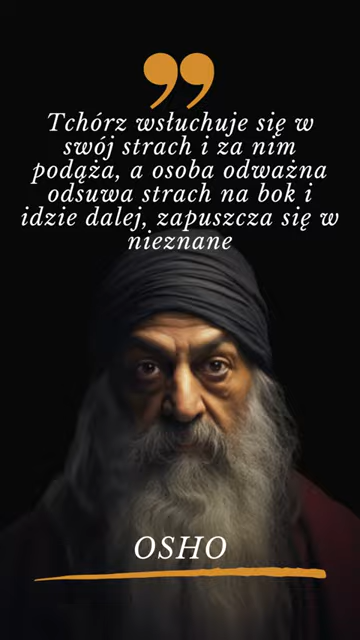 Tchórz wsłuchuje się w
swój strach i za nim
podąża, a osoba odważna
odsuwa strach na bok i
idzie dalej, zapuszcza się w
nieznane
OSHO